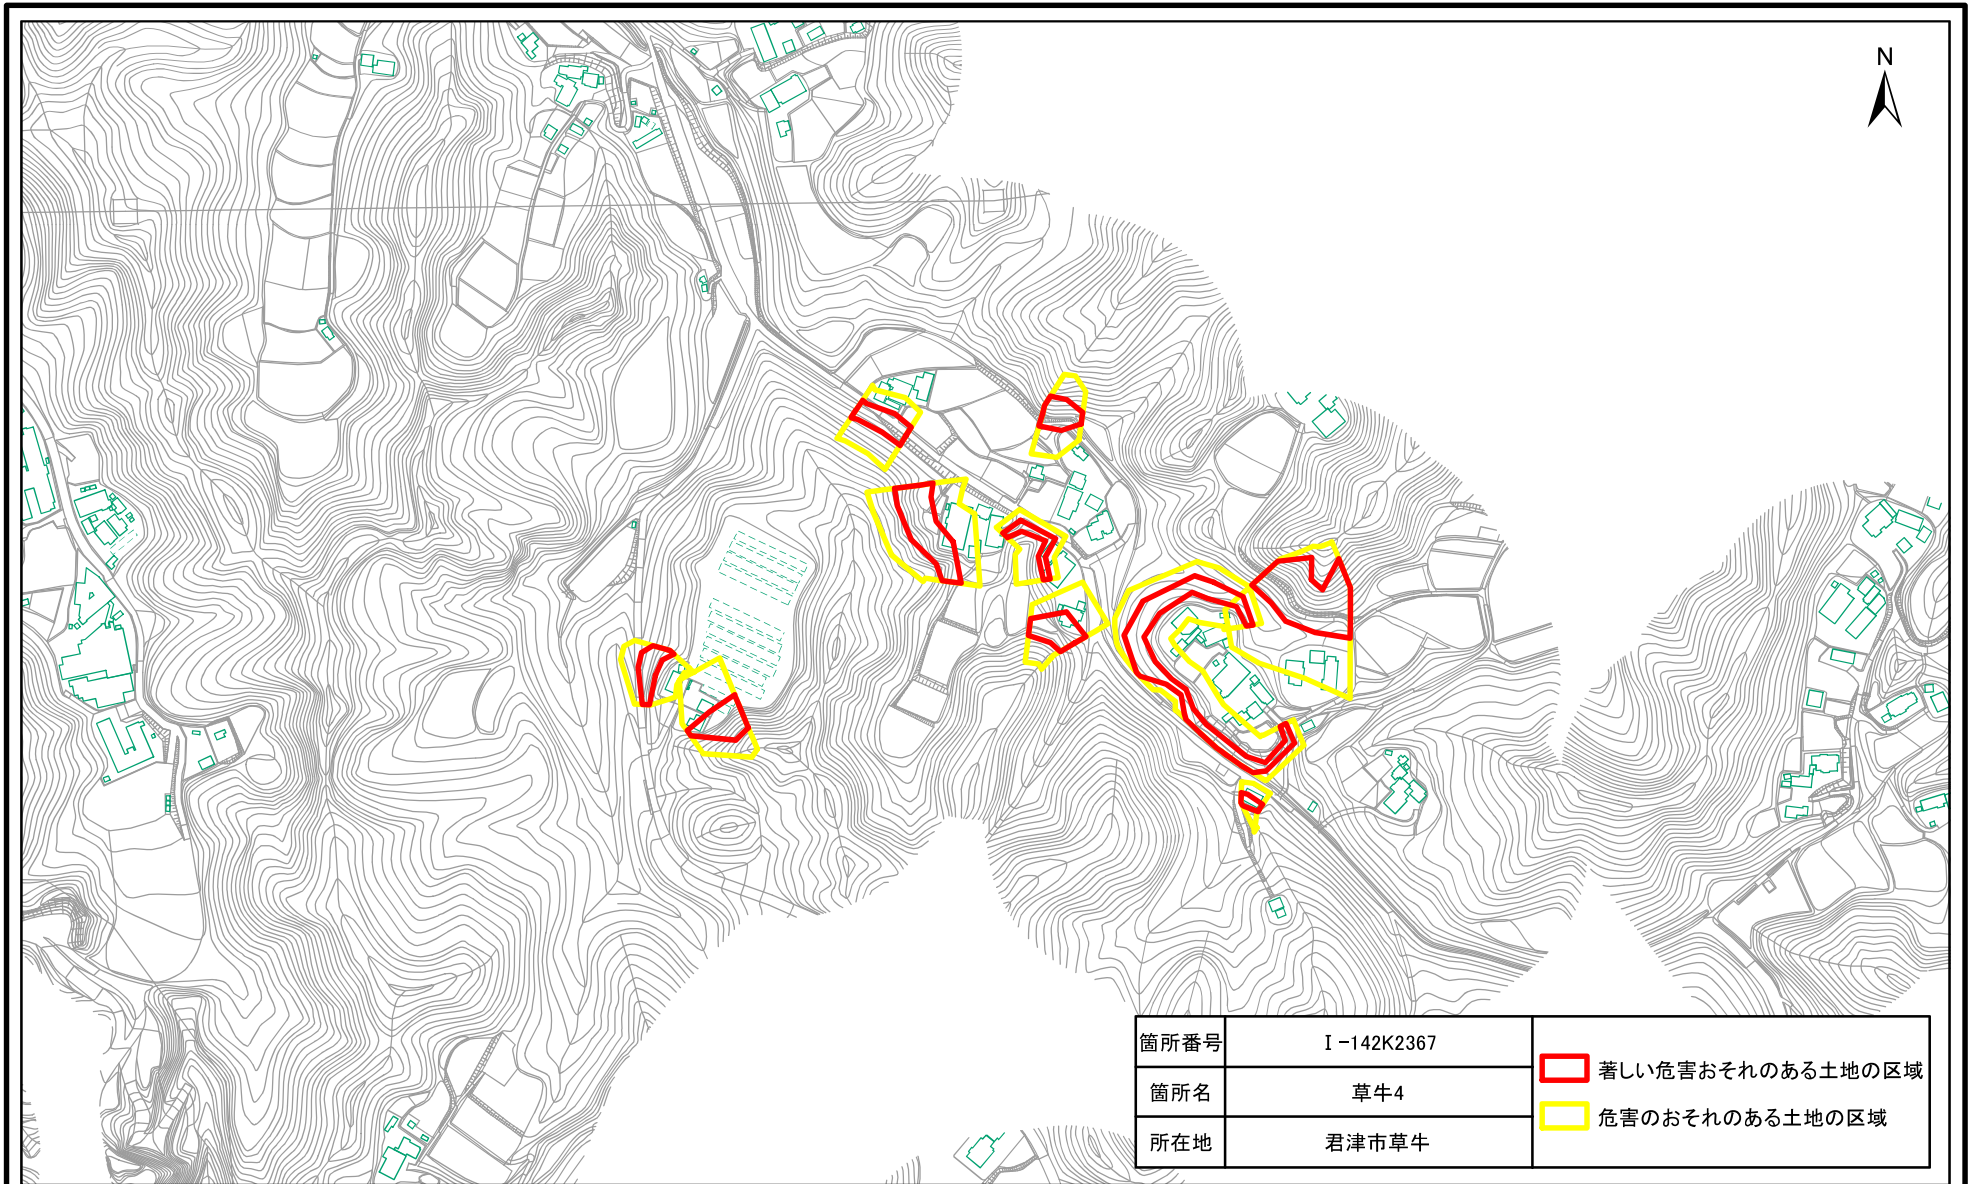 N
箇所番号 Ⅰ-142K2367
箇所名 草牛4
所在地 君津市草牛
著しい危害おそれのある土地の区域
危害のおそれのある土地の区域